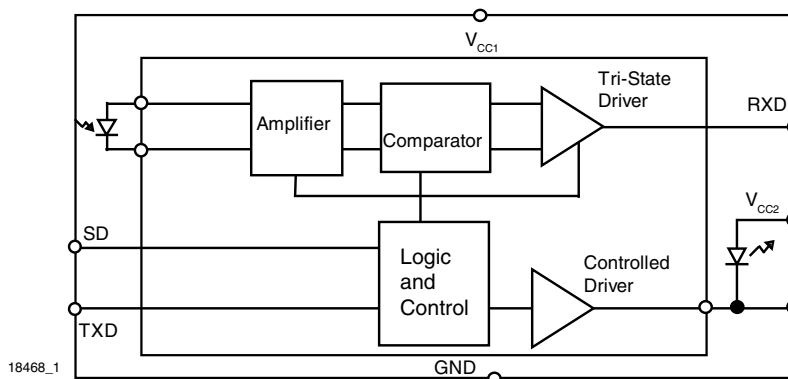 VCC1
Tri-State
Driver
RXD
Amplifier
Comparator
VCC2
SD
Logic
and
Control
Controlled
Driver
TXD
GND
18468_1